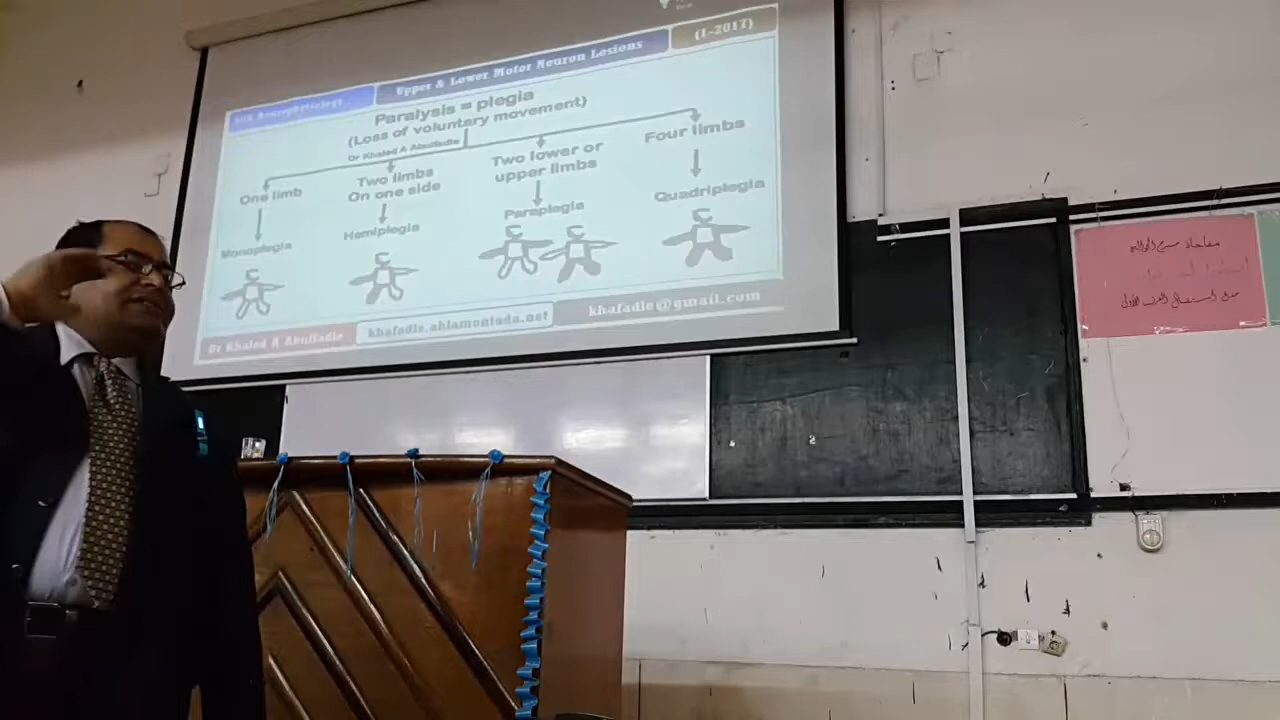 Upper & Lower Motor Neuron Lesions
(1-2017)
Paralysis = plegia
(Loss of voluntary movement)
Dr Khaled A Abulfadle
One limb
Two limbs
On one side
Two lower or
upper limbs
Four limbs
Monoplegia
Hemiplegia
Paraplegia
Quadriplegia
Dr Khaled A Abulfadle
khafadle.ahlamontada.net
khafadle@gmail.com